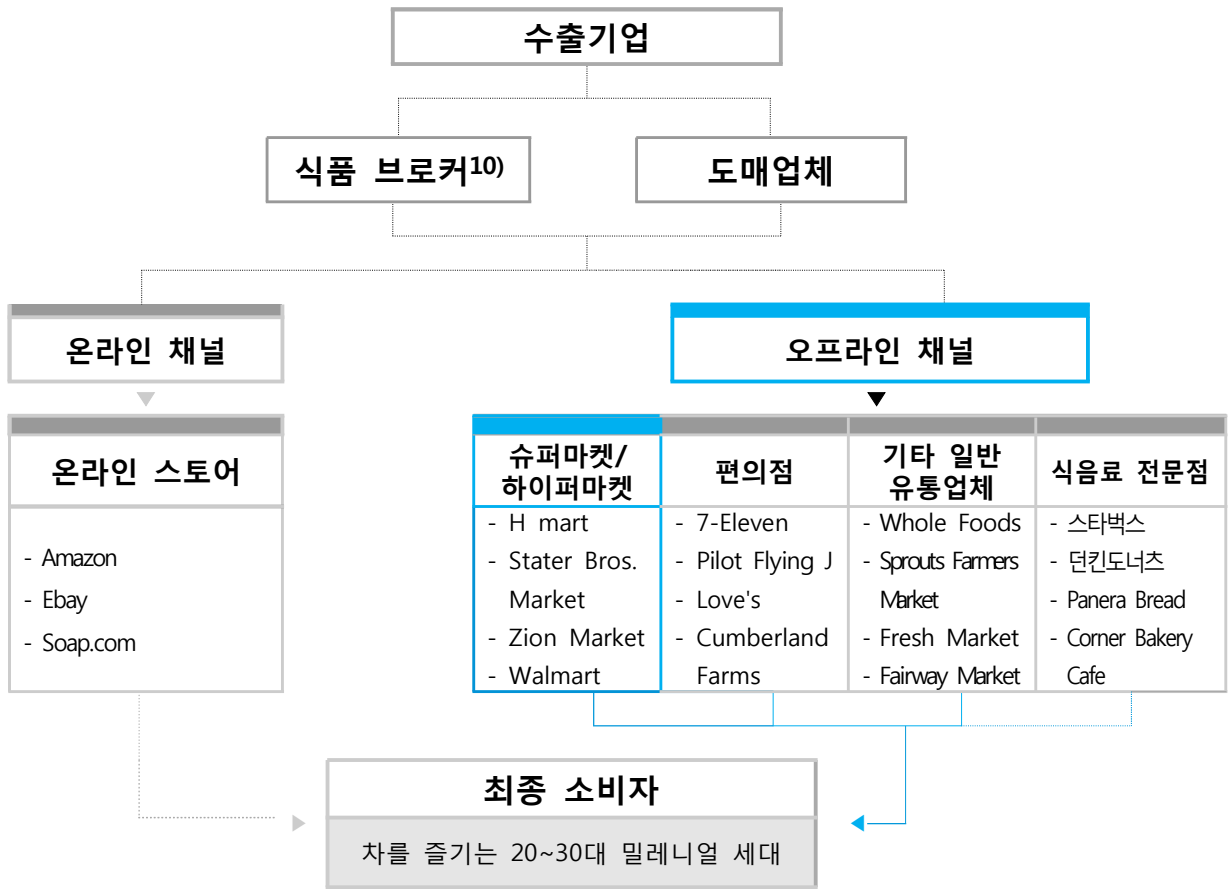 수출기업
식품 브로커10)
도매업체
온라인 채널
오프라인 채널
온라인 스토어
- Amazon
- Ebay
- Soap.com
슈퍼마켓/
하이퍼마켓
- H mart
- Stater Bros.
Market
- Zion Market
- Walmart
편의점
- 7-Eleven
- Pilot Flying J
- Love's
- Cumberland
Farms
기타 일반
유통업체
- Whole Foods
- Sprouts Farmers
Market
- Fresh Market
- Fairway Market
식음료 전문점
- 스타벅스
- 던킨도너츠
- Panera Bread
- Corner Bakery
Cafe
최종 소비자
차를 즐기는 20~30대 밀레니얼 세대